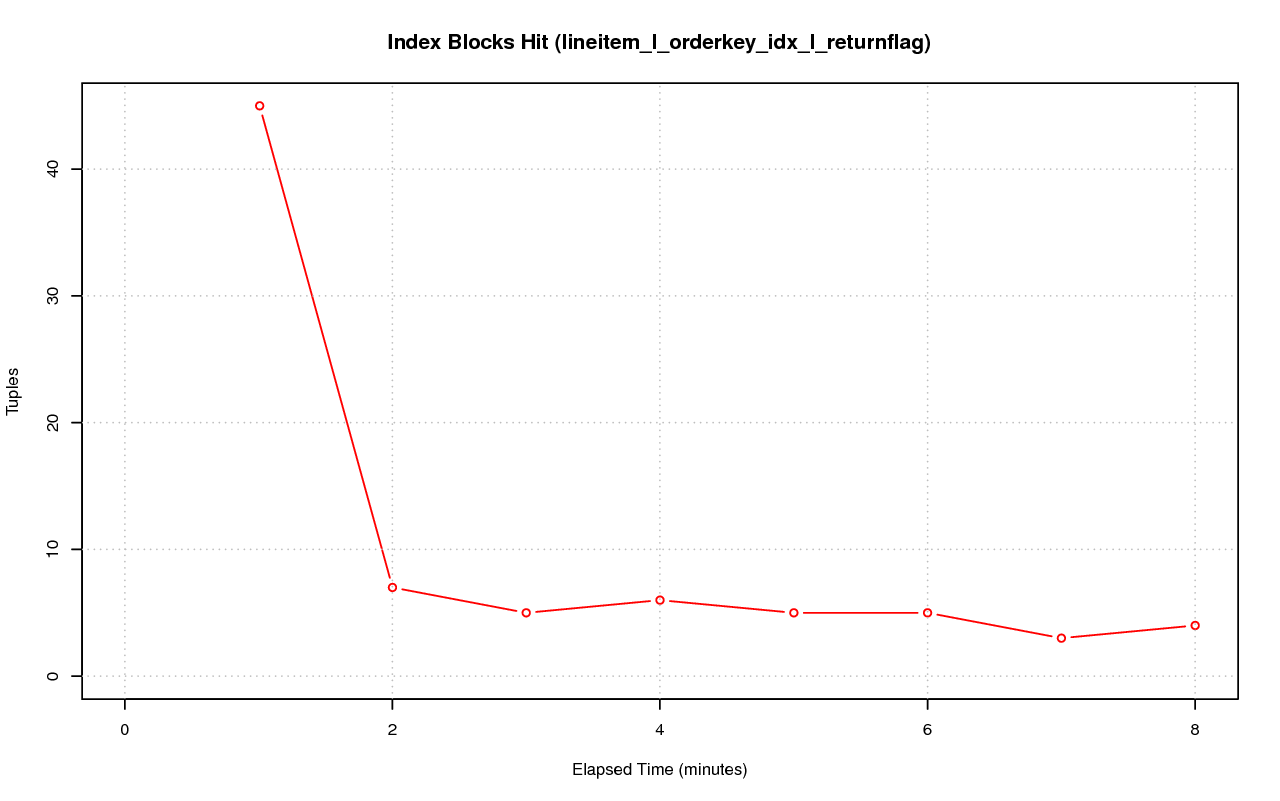 Index Blocks Hit (lineitem_l_orderkey_idx_l_returnflag)
Tuples
40
30
20
10
0
0 2 4 6 8
Elapsed Time (minutes)